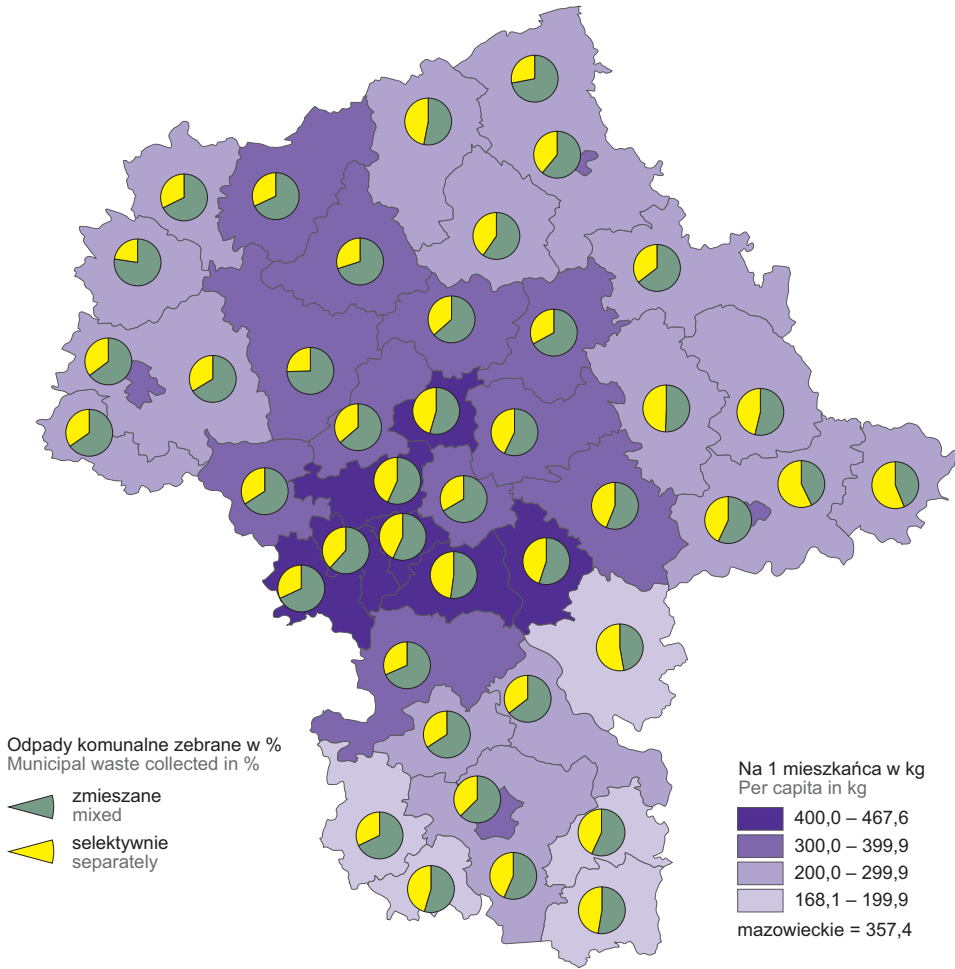 Odpady komunalne zebrane w %
Municipal waste collected in %
zmieszane
mixed
selektywnie
separately
Na 1 mieszkańca w kg
Per capita in kg
400,0 – 467,6
300,0 – 399,9
200,0 – 299,9
168,1 – 199,9
mazowieckie = 357,4